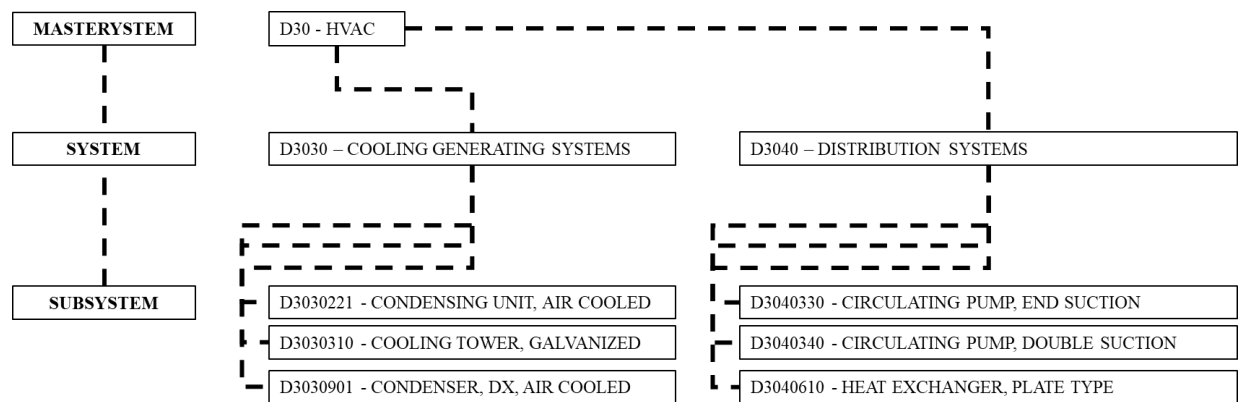 MASTERYSTEM
D30 - HVAC
SYSTEM
D3030 – COOLING GENERATING SYSTEMS
D3040 – DISTRIBUTION SYSTEMS
SUBSYSTEM
D3030221 - CONDENSING UNIT, AIR COOLED
D3040330 - CIRCULATING PUMP, END SUCTION
D3030310 - COOLING TOWER, GALVANIZED
D3040340 - CIRCULATING PUMP, DOUBLE SUCTION
D3030901 - CONDENSER, DX, AIR COOLED
D3040610 - HEAT EXCHANGER, PLATE TYPE